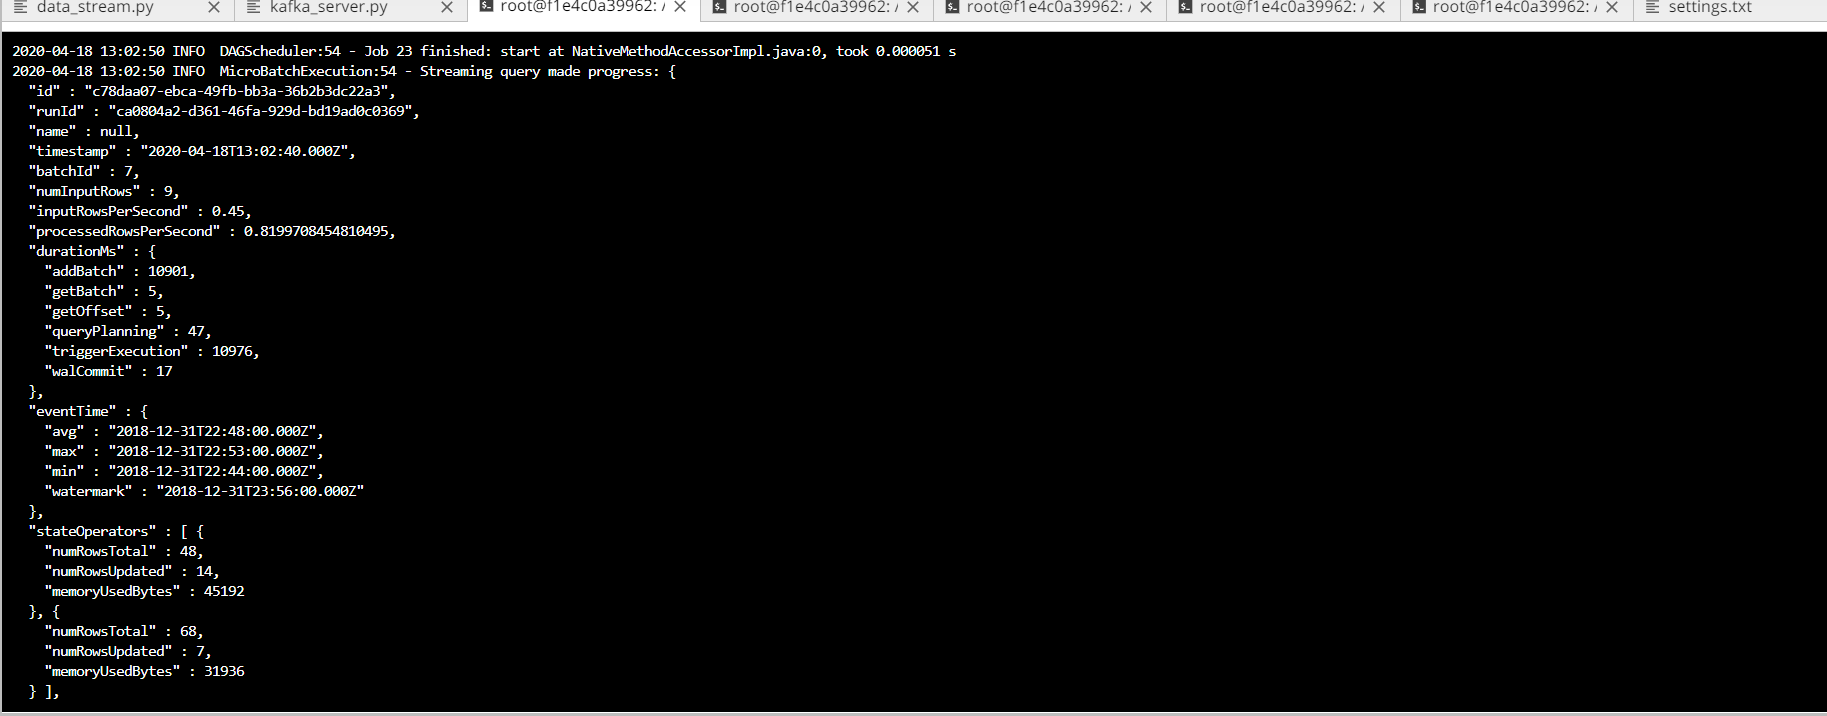 data_stream.py kafka_server.py root@f1e4c0a39962: / root@f1e4c0a39962: / root@f1e4c0a39962: / root@f1e4c0a39962: / root@f1e4c0a39962: / settings.txt
2020-04-18 13:02:50 INFO  DAGScheduler:54 - Job 23 finished: start at NativeMethodAccessorImpl.java:0, took 0.000051 s
2020-04-18 13:02:50 INFO  MicroBatchExecution:54 - Streaming query made progress: {
  "id" : "c78daa07-ebca-49fb-bb3a-36b2b3dc22a3",
  "runId" : "ca0804a2-d361-46fa-929d-bd19ad0c0369",
  "name" : null,
  "timestamp" : "2020-04-18T13:02:40.000Z",
  "batchId" : 7,
  "numInputRows" : 9,
  "inputRowsPerSecond" : 0.45,
  "processedRowsPerSecond" : 0.8199708454810495,
  "durationMs" : {
    "addBatch" : 10901,
    "getBatch" : 5,
    "getOffset" : 5,
    "queryPlanning" : 47,
    "triggerExecution" : 10976,
    "walCommit" : 17
  },
  "eventTime" : {
    "avg" : "2018-12-31T22:48:00.000Z",
    "max" : "2018-12-31T22:53:00.000Z",
    "min" : "2018-12-31T22:44:00.000Z",
    "watermark" : "2018-12-31T23:56:00.000Z"
  },
  "stateOperators" : [ {
    "numRowsTotal" : 48,
    "numRowsUpdated" : 14,
    "memoryUsedBytes" : 45192
  }, {
    "numRowsTotal" : 68,
    "numRowsUpdated" : 7,
    "memoryUsedBytes" : 31936
  } ],